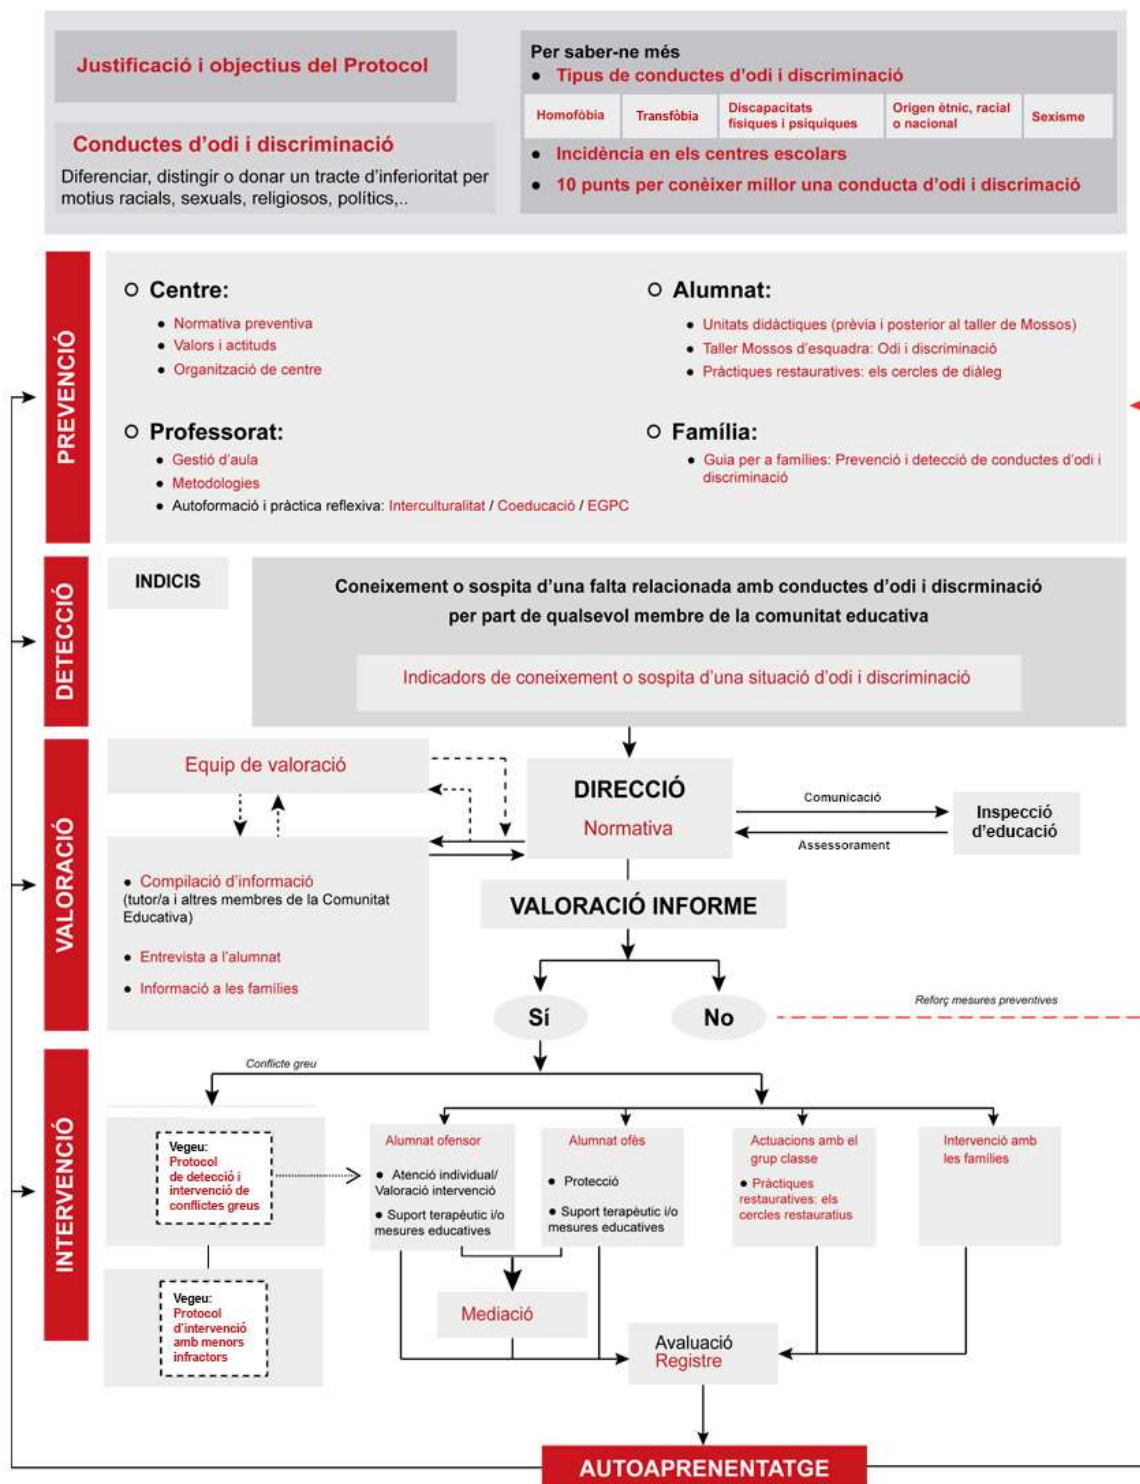 Justificació i objectius del Protocol
Conductes d'odi i discriminació
Diferenciar, distingir o donar un tracte d'inferioritat per
motius racials, sexuals, religiosos, polítics,..
Per saber-ne més
● Tipus de conductes d'odi i discriminació
Homofòbia
Transfòbia
Discapacitats
físiques i psiquiques
Origen ètnic, racial
o nacional
Sexisme
● Incidència en els centres escolars
● 10 punts per conèixer millor una conducta d'odi i discrimació
PREVENCIÓ
Centre:
● Normativa preventiva
● Valors i actituds
● Organització de centre
Alumnat:
● Unitats didàctiques (prèvia i posterior al taller de Mossos)
● Taller Mossos d'esquadra: Odi i discriminació
● Pràctiques restauratives: els cercles de diàleg
Professorat:
● Gestió d'aula
● Metodologies
● Autoformació i pràctica reflexiva: Interculturalitat / Coeducació / EGPC
Família:
● Guia per a famílies: Prevenció i detecció de conductes d'odi i
discriminació
DETECCIÓ
INDICIS
Coneixement o sospita d'una falta relacionada amb conductes d'odi i discrminació
per part de qualsevol membre de la comunitat educativa
Indicadors de coneixement o sospita d'una situació d'odi i discriminació
VALORACIÓ
Equip de valoració
DIRECCIÓ
Normativa
Comunicació
Assessorament
Inspecció
d'educació
● Compilació d'informació
(tutor/a i altres membres de la Comunitat
Educativa)
● Entrevista a l'alumnat
● Informació a les famílies
VALORACIÓ INFORME
Sí
No
Reforç mesures preventives
INTERVENCIÓ
Conflicte greu
Vegeu:
Protocol
de detecció i
intervenció de
conflictes greus
Vegeu:
Protocol
d'intervenció
amb menors
infractors
Alumnat ofensor
● Atenció individual/
Valoració intervenció
● Suport terapèutic i/o
mesures educatives
Alumnat ofès
● Protecció
● Suport terapèutic i/o
mesures educatives
Actuacions amb el
grup classe
● Pràctiques
restauratives: els
cercles restauratius
Intervenció amb
les famílies
Mediació
Avaluació
Registre
AUTOAPRENENTATGE